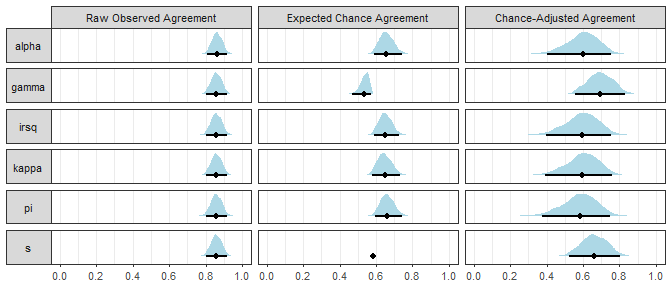 Raw Observed Agreement Expected Chance Agreement Chance-Adjusted Agreement
alpha
gamma
irsq
kappa
pi
s
0.0 0.2 0.4 0.6 0.8 1.0 0.0 0.2 0.4 0.6 0.8 1.0 0.0 0.2 0.4 0.6 0.8 1.0